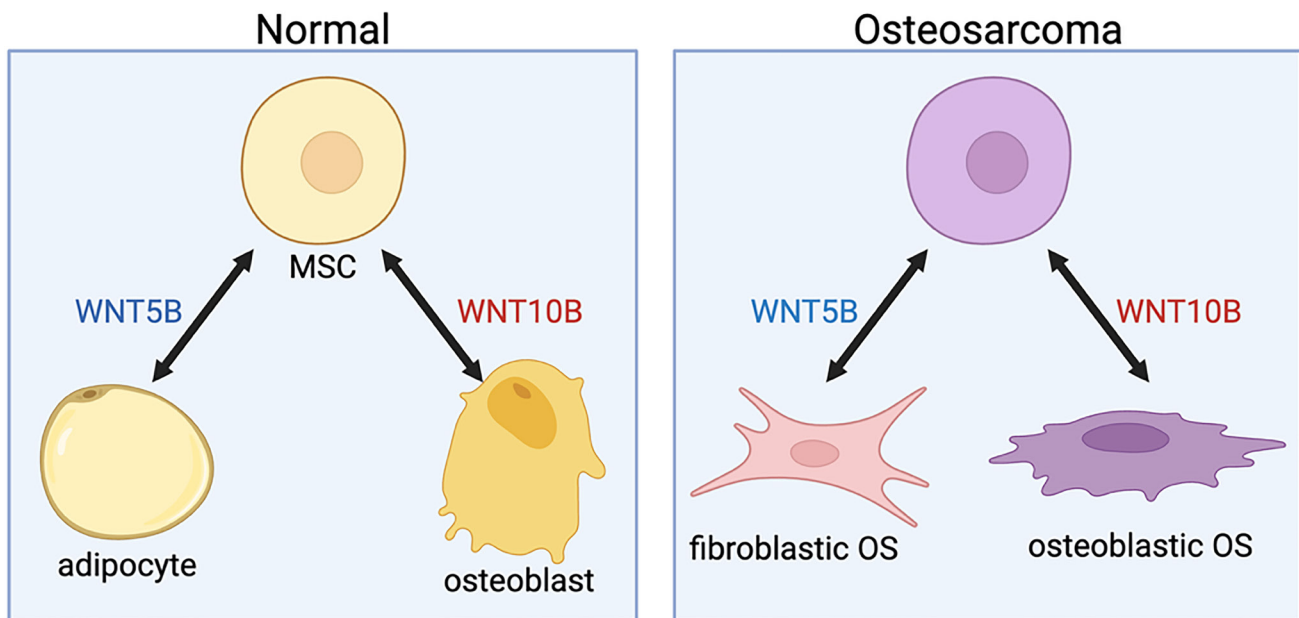 Normal
MSC
WNT5B
WNT10B
adipocyte
osteoblast
Osteosarcoma
WNT5B
WNT10B
fibroblastic OS
osteoblastic OS